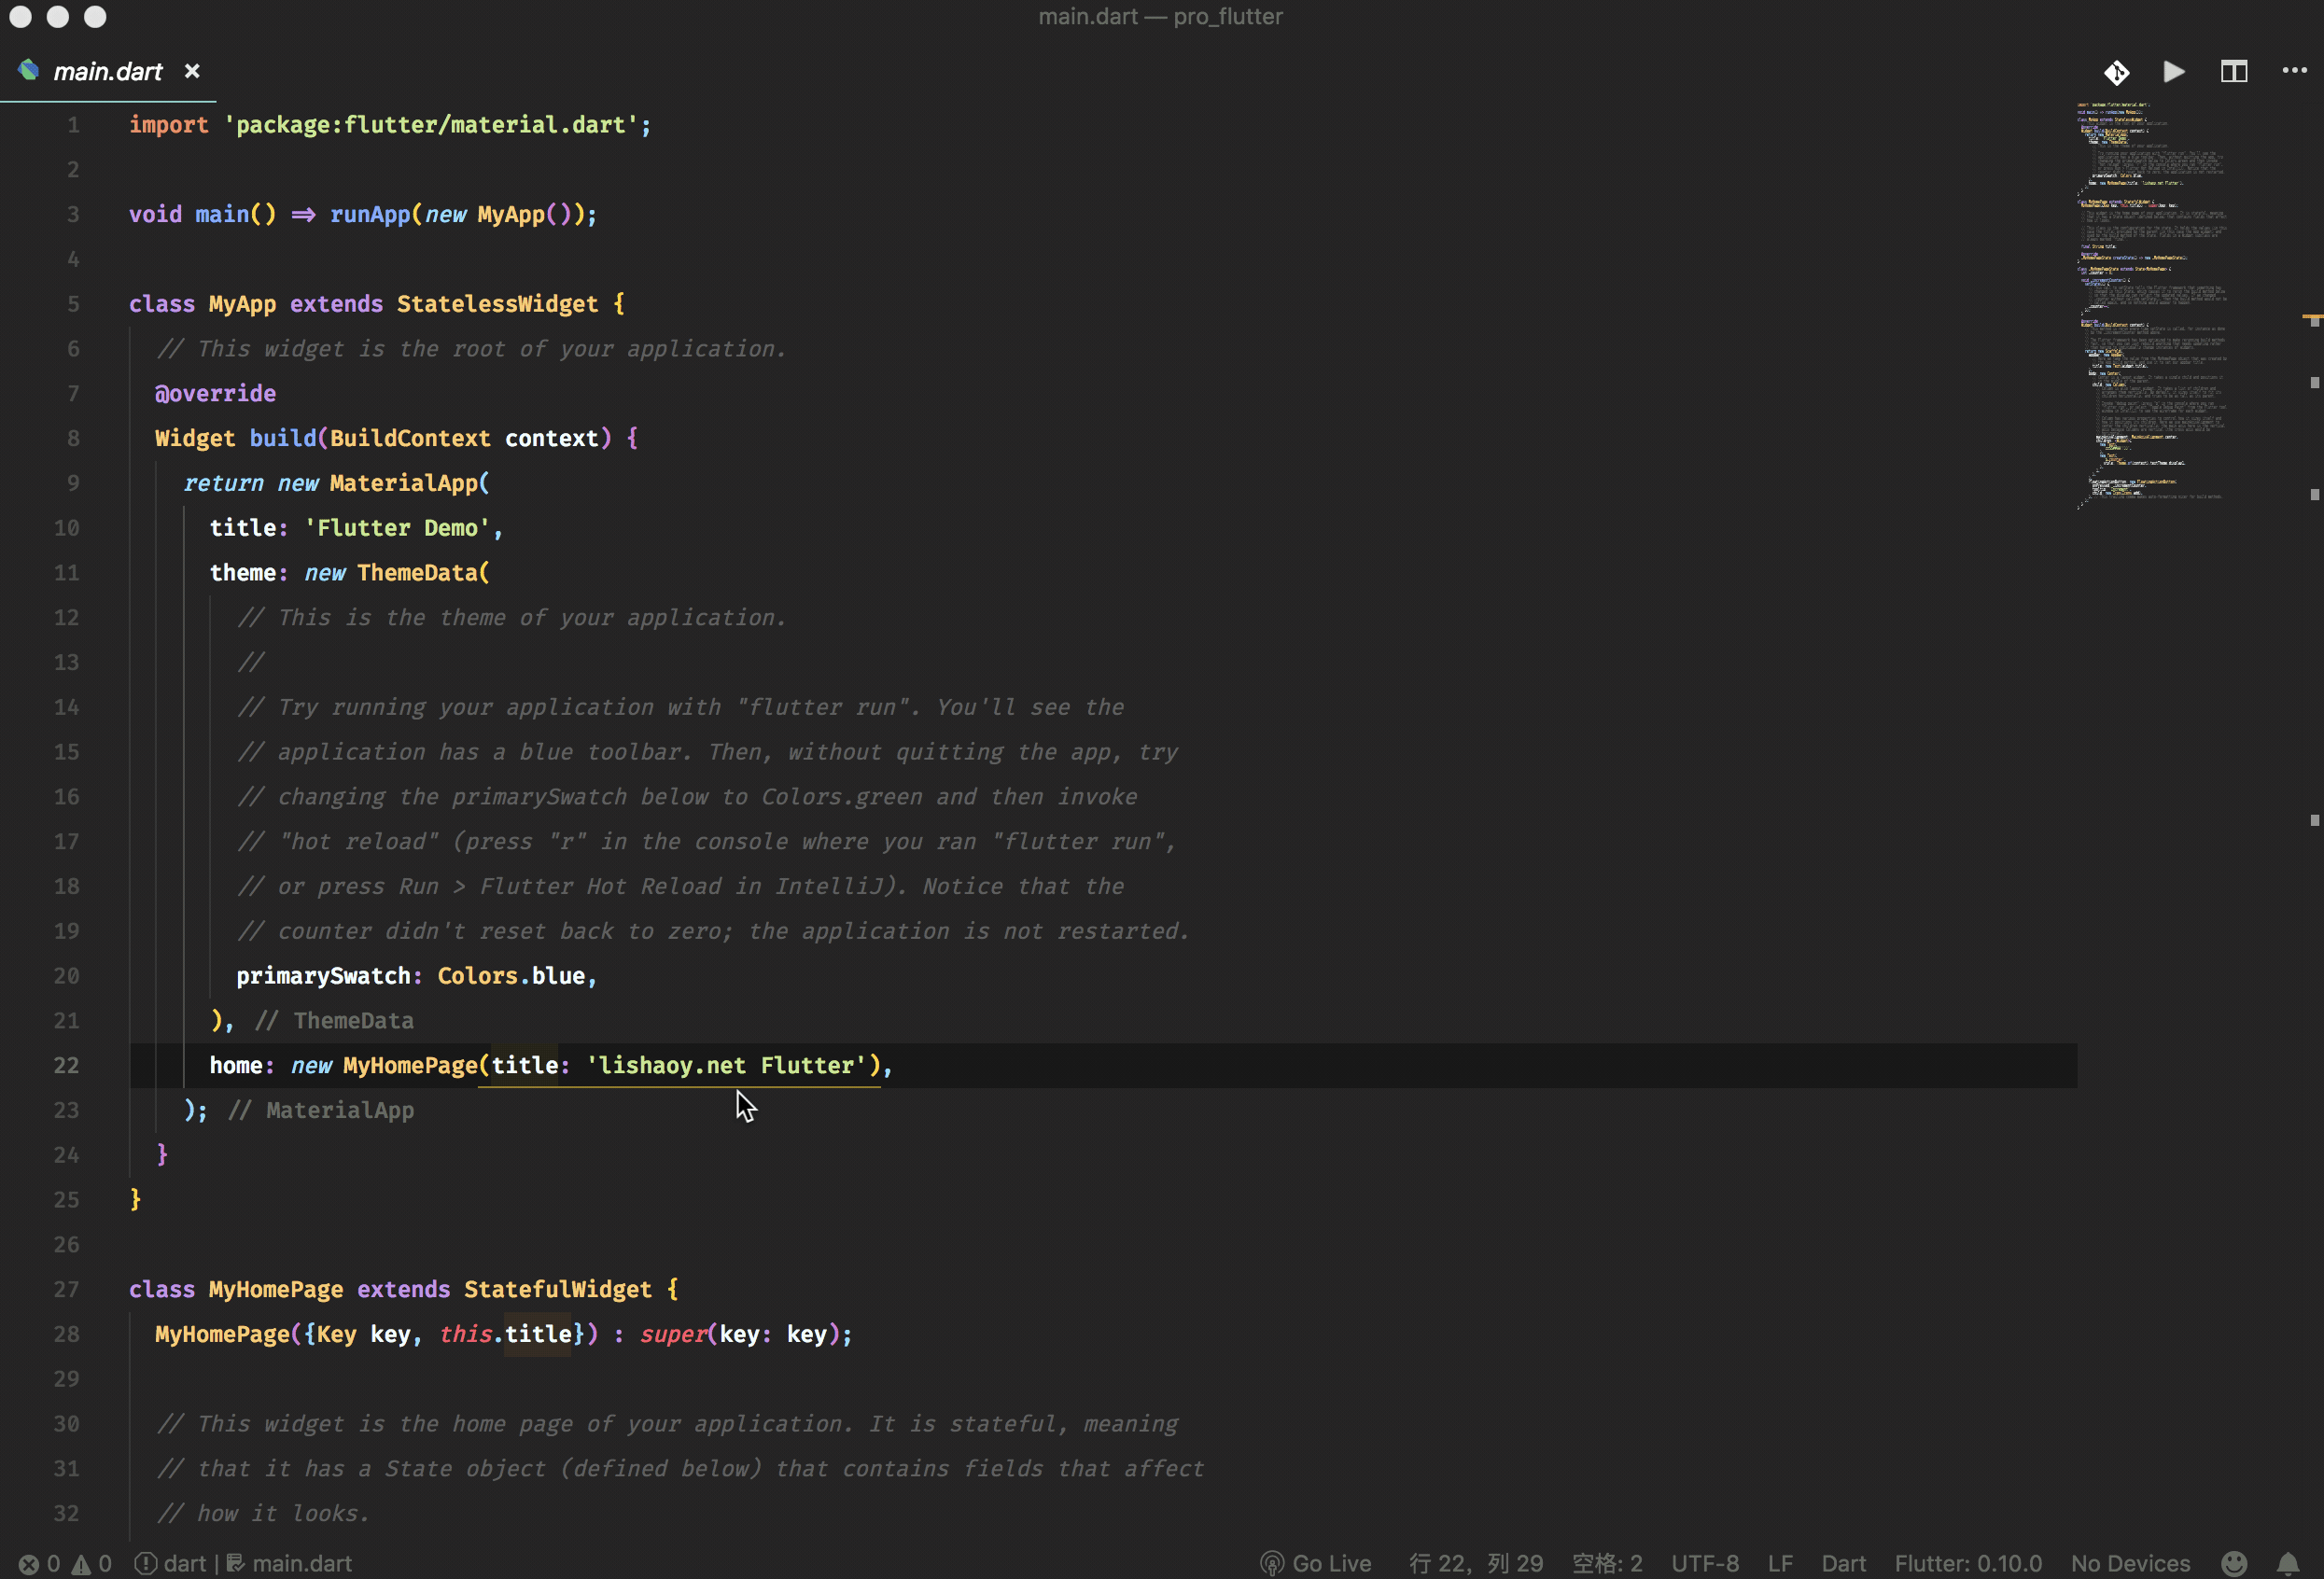 main.dart — pro_flutter
main.dart ×
1 import 'package:flutter/material.dart';
2
3 void main() => runApp(new MyApp());
4
5 class MyApp extends StatelessWidget {
6 // This widget is the root of your application.
7 @override
8 Widget build(BuildContext context) {
9 return new MaterialApp(
10 title: 'Flutter Demo',
11 theme: new ThemeData(
12 // This is the theme of your application.
13 //
14 // Try running your application with "flutter run". You'll see the
15 // application has a blue toolbar. Then, without quitting the app, try
16 // changing the primarySwatch below to Colors.green and then invoke
17 // "hot reload" (press "r" in the console where you ran "flutter run",
18 // or press Run > Flutter Hot Reload in IntelliJ). Notice that the
19 // counter didn't reset back to zero; the application is not restarted.
20 primarySwatch: Colors.blue,
21 ), // ThemeData
22 home: new MyHomePage(title: 'lishaoy.net Flutter'),
23 ); // MaterialApp
24 }
25 }
26
27 class MyHomePage extends StatefulWidget {
28 MyHomePage({Key key, this.title}) : super(key: key);
29
30 // This widget is the home page of your application. It is stateful, meaning
31 // that it has a State object (defined below) that contains fields that affect
32 // how it looks.
0 0 dart | main.dart Go Live 行 22，列 29 空格: 2 UTF-8 LF Dart Flutter: 0.10.0 No Devices